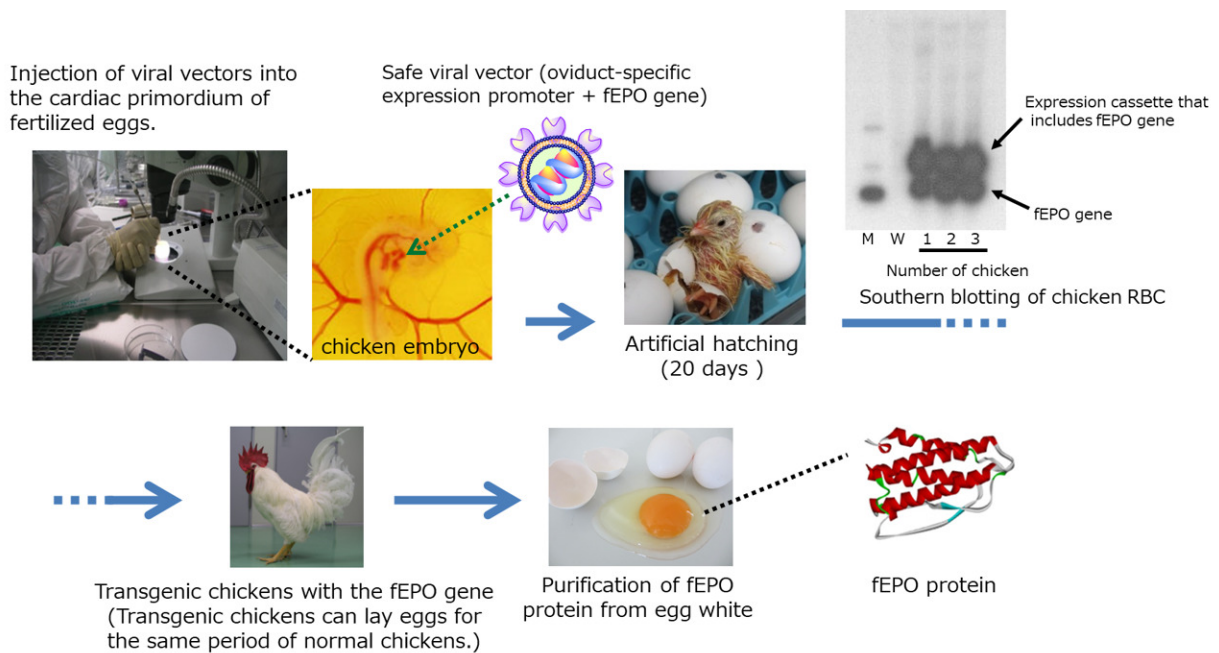 Injection of viral vectors into
the cardiac primordium of
fertilized eggs.
Safe viral vector (oviduct-specific
expression promoter + fEPO gene)
chicken embryo
Artificial hatching
(20 days )
Expression cassette that
includes fEPO gene
fEPO gene
M W 1 2 3
Number of chicken
Southern blotting of chicken RBC
Transgenic chickens with the fEPO gene
(Transgenic chickens can lay eggs for
the same period of normal chickens.)
Purification of fEPO
protein from egg white
fEPO protein